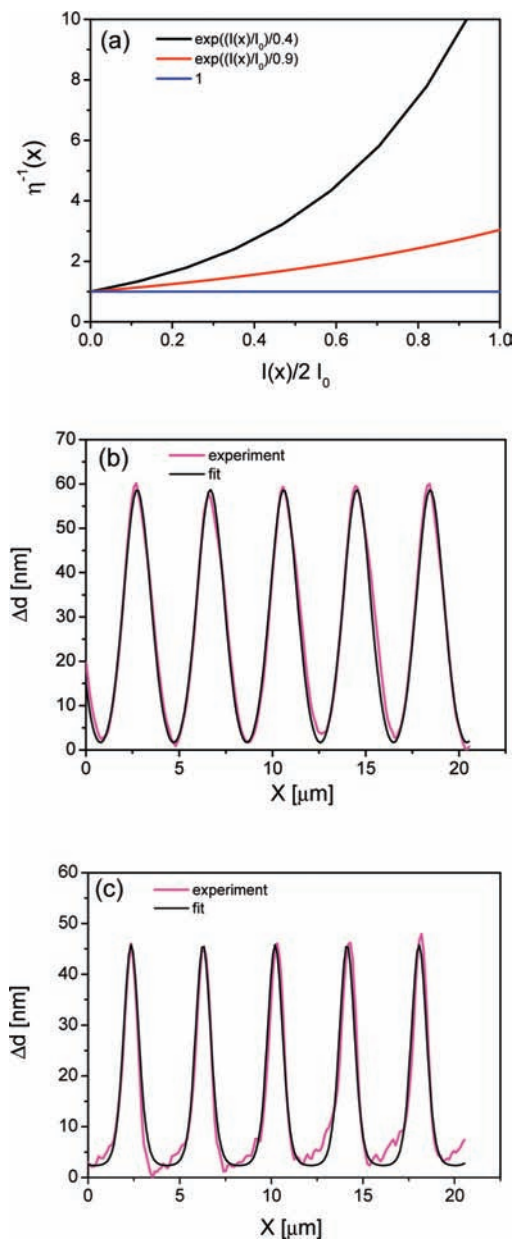 (a)
exp((I(x)/I₀)/0.4)
exp((I(x)/I₀)/0.9)
1
10
8
6
4
2
0
η⁻¹(x)
0.0 0.2 0.4 0.6 0.8 1.0
I(x)/2 I₀
(b)
experiment
fit
70
60
50
40
30
20
10
0
Δd [nm]
0 5 10 15 20
X [μm]
(c)
experiment
fit
60
50
40
30
20
10
0
Δd [nm]
0 5 10 15 20
X [μm]